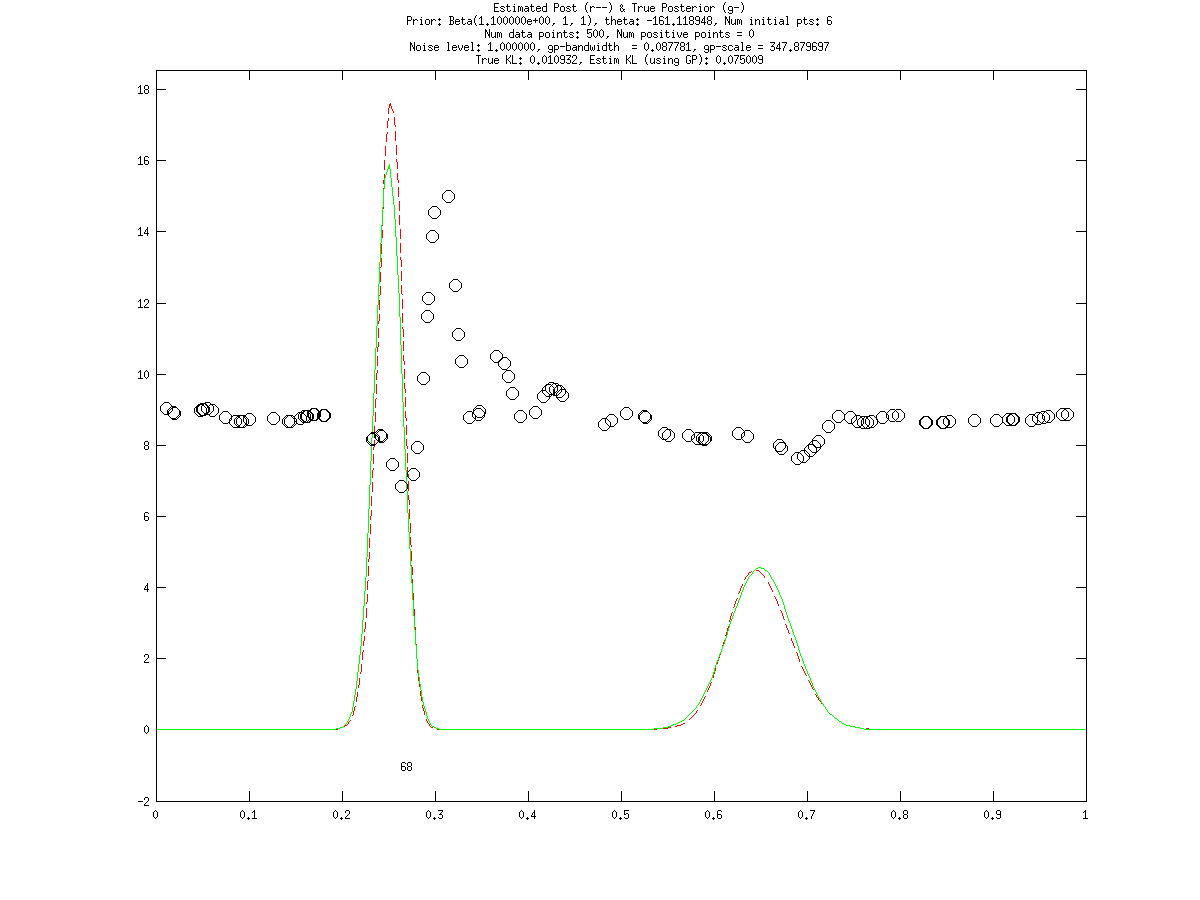 Estimated Post (r--) & True Posterior (g-)
Prior: Beta(1.100000e+00, 1, 1), theta: -161.118948, Num initial pts: 6
Num data points: 500, Num positive points = 0
Noise level: 1.000000, gp-bandwidth  = 0.087781, gp-scale = 347.879697
True KL: 0.010932, Estim KL (using GP): 0.075009
18
16
14
12
10
8
6
4
2
0
68
-2
0 0.1 0.2 0.3 0.4 0.5 0.6 0.7 0.8 0.9 1